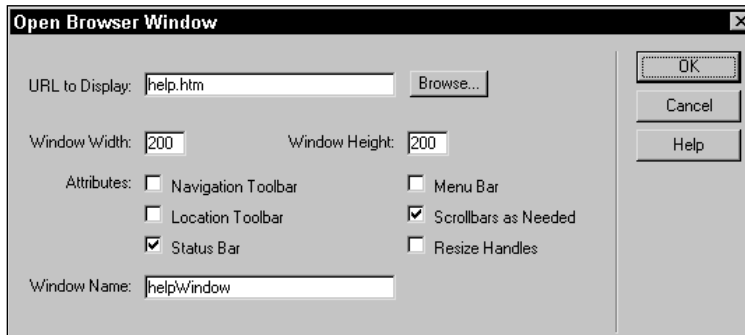 Open Browser Window
URL to Display: help.htm Browse... OK
Cancel
Window Width: 200 Window Height: 200 Help
Attributes: Navigation Toolbar Menu Bar
Location Toolbar Scrollbars as Needed
Status Bar Resize Handles
Window Name: helpWindow